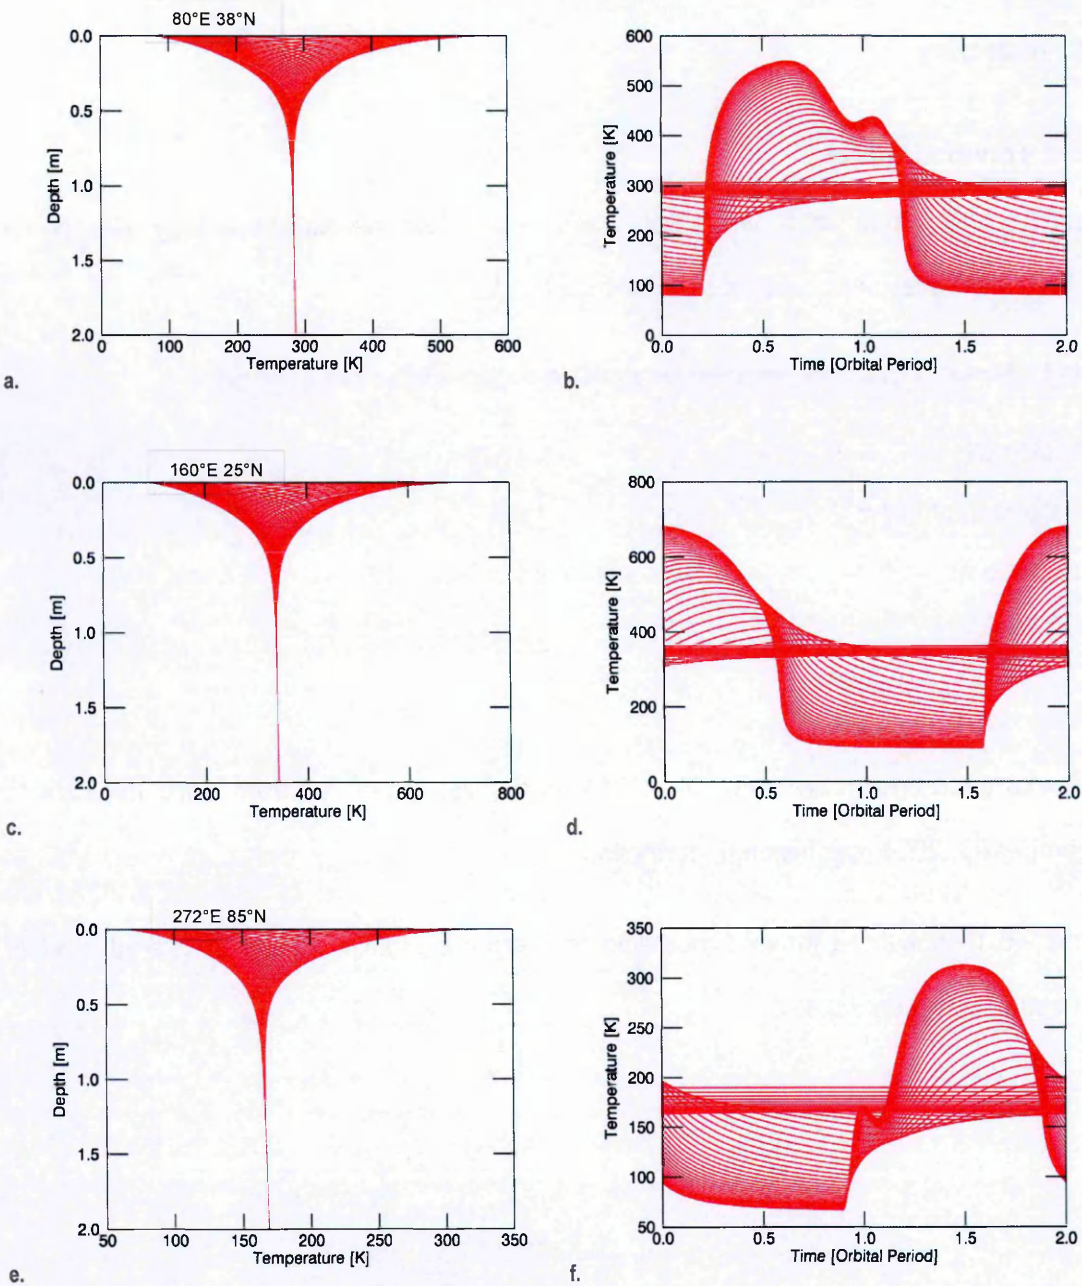 80°E 38°N
0.0
0.5
1.0
1.5
2.0
Depth [m]
0 100 200 300 400 500 600
Temperature [K]
a.
600
500
400
300
200
100
0
Temperature [K]
0.0 0.5 1.0 1.5 2.0
Time [Orbital Period]
b.
160°E 25°N
0.0
0.5
1.0
1.5
2.0
Depth [m]
0 200 400 600 800
Temperature [K]
c.
800
600
400
200
0
Temperature [K]
0.0 0.5 1.0 1.5 2.0
Time [Orbital Period]
d.
272°E 85°N
0.0
0.5
1.0
1.5
2.0
Depth [m]
50 100 150 200 250 300 350
Temperature [K]
e.
350
300
250
200
150
100
50
Temperature [K]
0.0 0.5 1.0 1.5 2.0
Time [Orbital Period]
f.